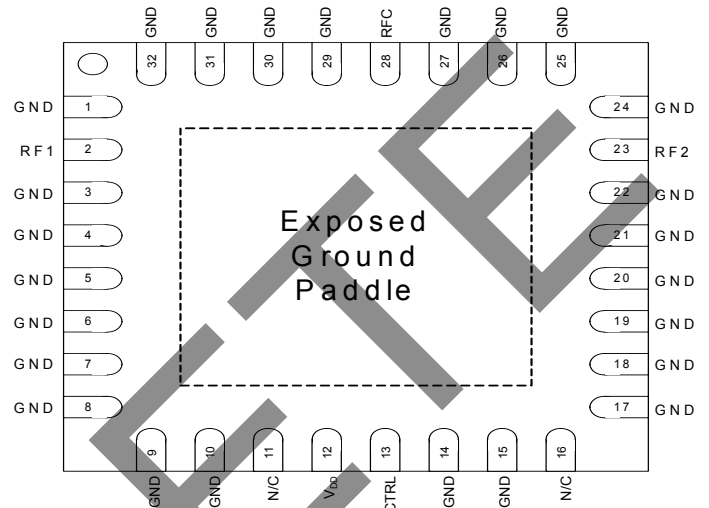 GND GND GND GND RFC GND GND GND
32 31 30 29 28 27 26 25
GND 1 24 GND
RF1 2 23 RF2
GND 3 22 GND
GND 4 21 GND
GND 5 20 GND
GND 6 19 GND
GND 7 18 GND
GND 8 17 GND
Exposed
Ground
Paddle
9 10 11 12 13 14 15 16
GND GND N/C VDD CTRL GND GND N/C